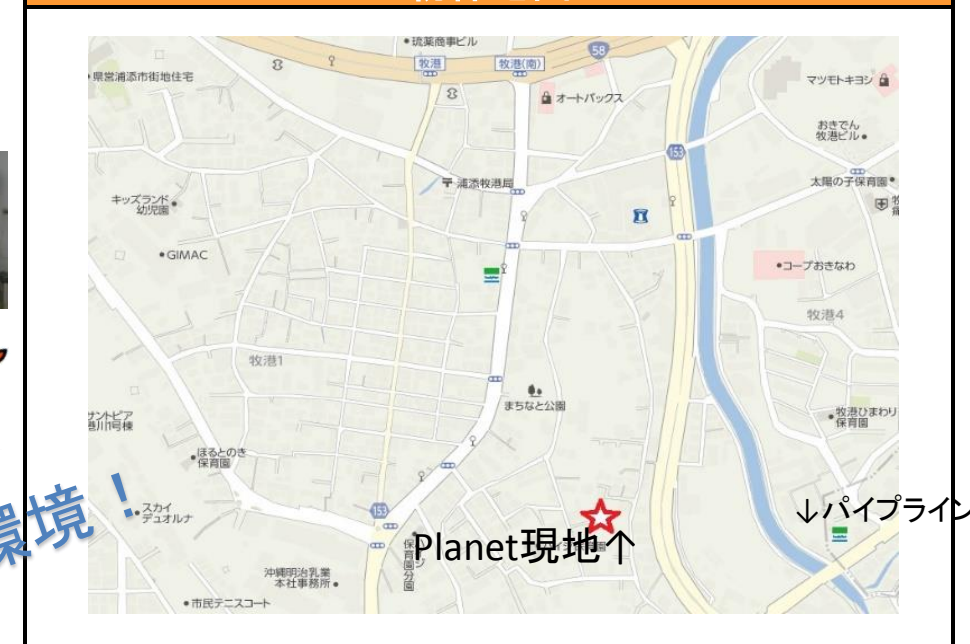 琉薬商事ビル
58
牧港
牧港(南)
県営浦添市街地住宅
オートバックス
マツモトキヨシ
おきでん
牧港ビル
153
太陽の子保育園
浦添牧港局
キッズランド
幼児園
GIMAC
コープおきなわ
牧港4
牧港1
まちなと公園
牧港ひまわり
保育園
サントピア
港川1号棟
ほるとのき
保育園
環境！
スカイ
デュオルナ
153
↓パイプライン
Planet現地↑
保育園分園
沖縄明治乳業
本社事務所
市民テニスコート